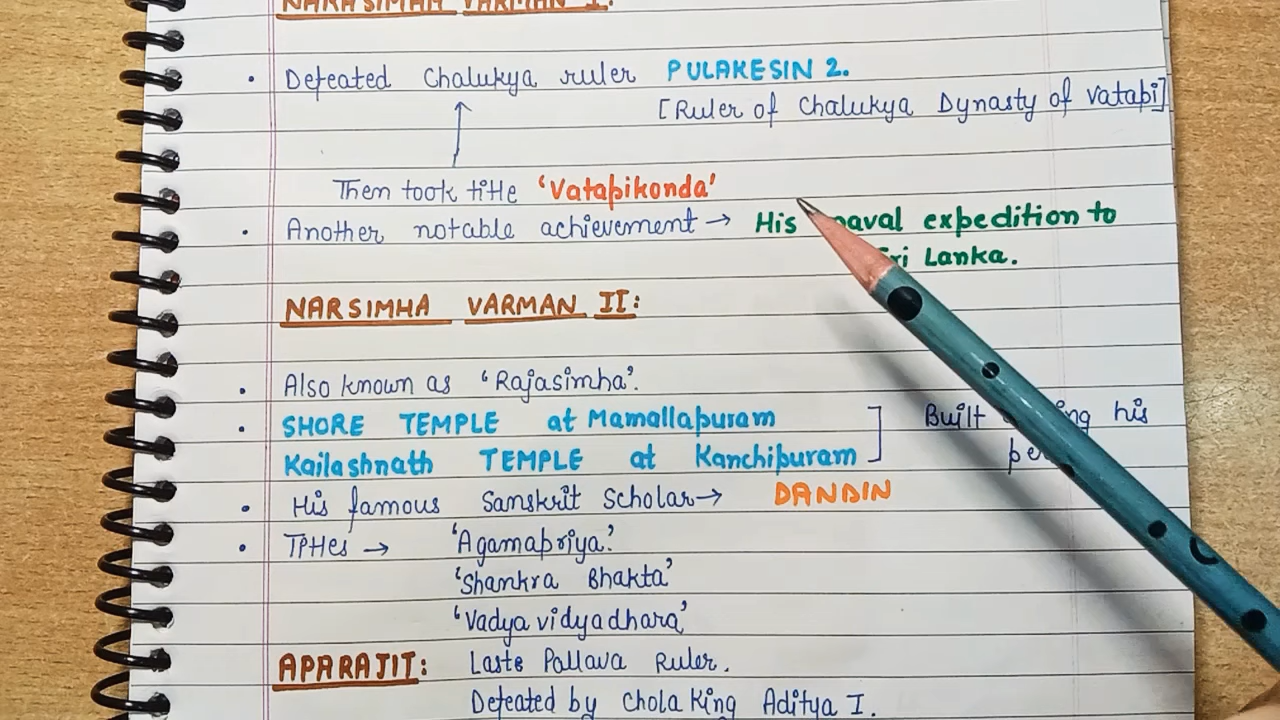 NARASIMAH VARMAN I:
• Defeated Chalukya ruler PULAKESIN 2.
[Ruler of Chalukya Dynasty of Vatapi]
Then took title 'Vatapikonda'
• Another notable achievement → His naval expedition to
Sri Lanka.
NARSIMHA VARMAN II:
• Also known as 'Rajasimha'.
• SHORE TEMPLE at Mamallapuram
Kailashnath TEMPLE at Kanchipuram
Built his
• His famous Sanskrit Scholar → DANDIN
• Titles → 'Agamapriya'
'Shankra Bhakta'
'Vadya vidyadhara'
APARAJIT: Laste Pallava Ruler.
Defeated by Chola King Aditya I.